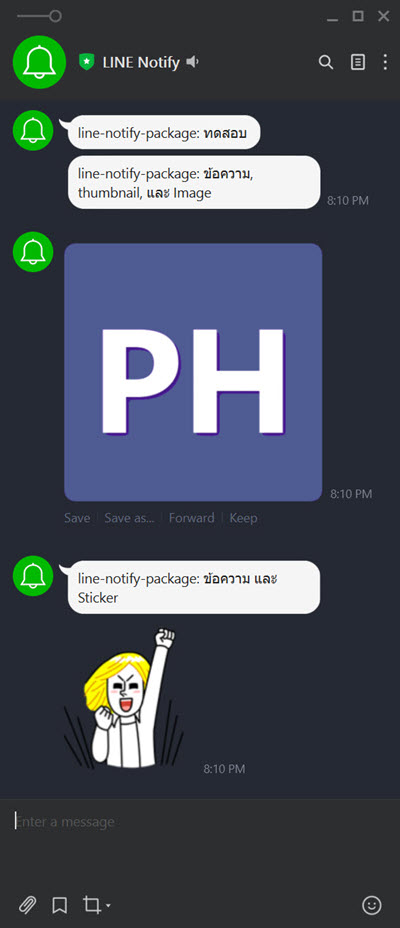 LINE Notify
line-notify-package: ทดสอบ
line-notify-package: ข้อความ,
thumbnail, และ Image
8:10 PM
PH
8:10 PM
Save
Save as...
Forward
Keep
line-notify-package: ข้อความ และ
Sticker
8:10 PM
Enter a message